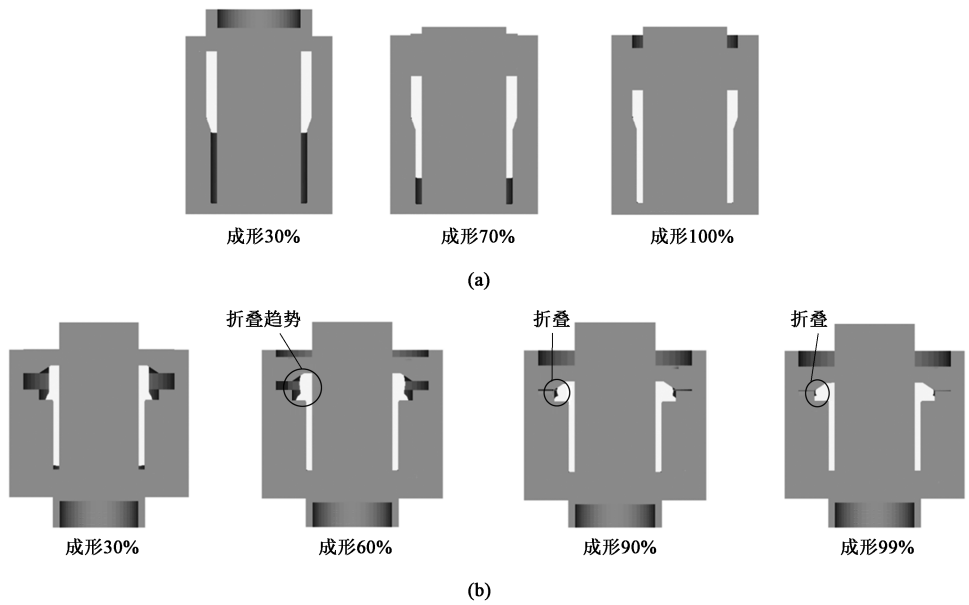 成形30%
成形70%
成形100%
(a)
折叠趋势
折叠
折叠
成形30%
成形60%
成形90%
成形99%
(b)